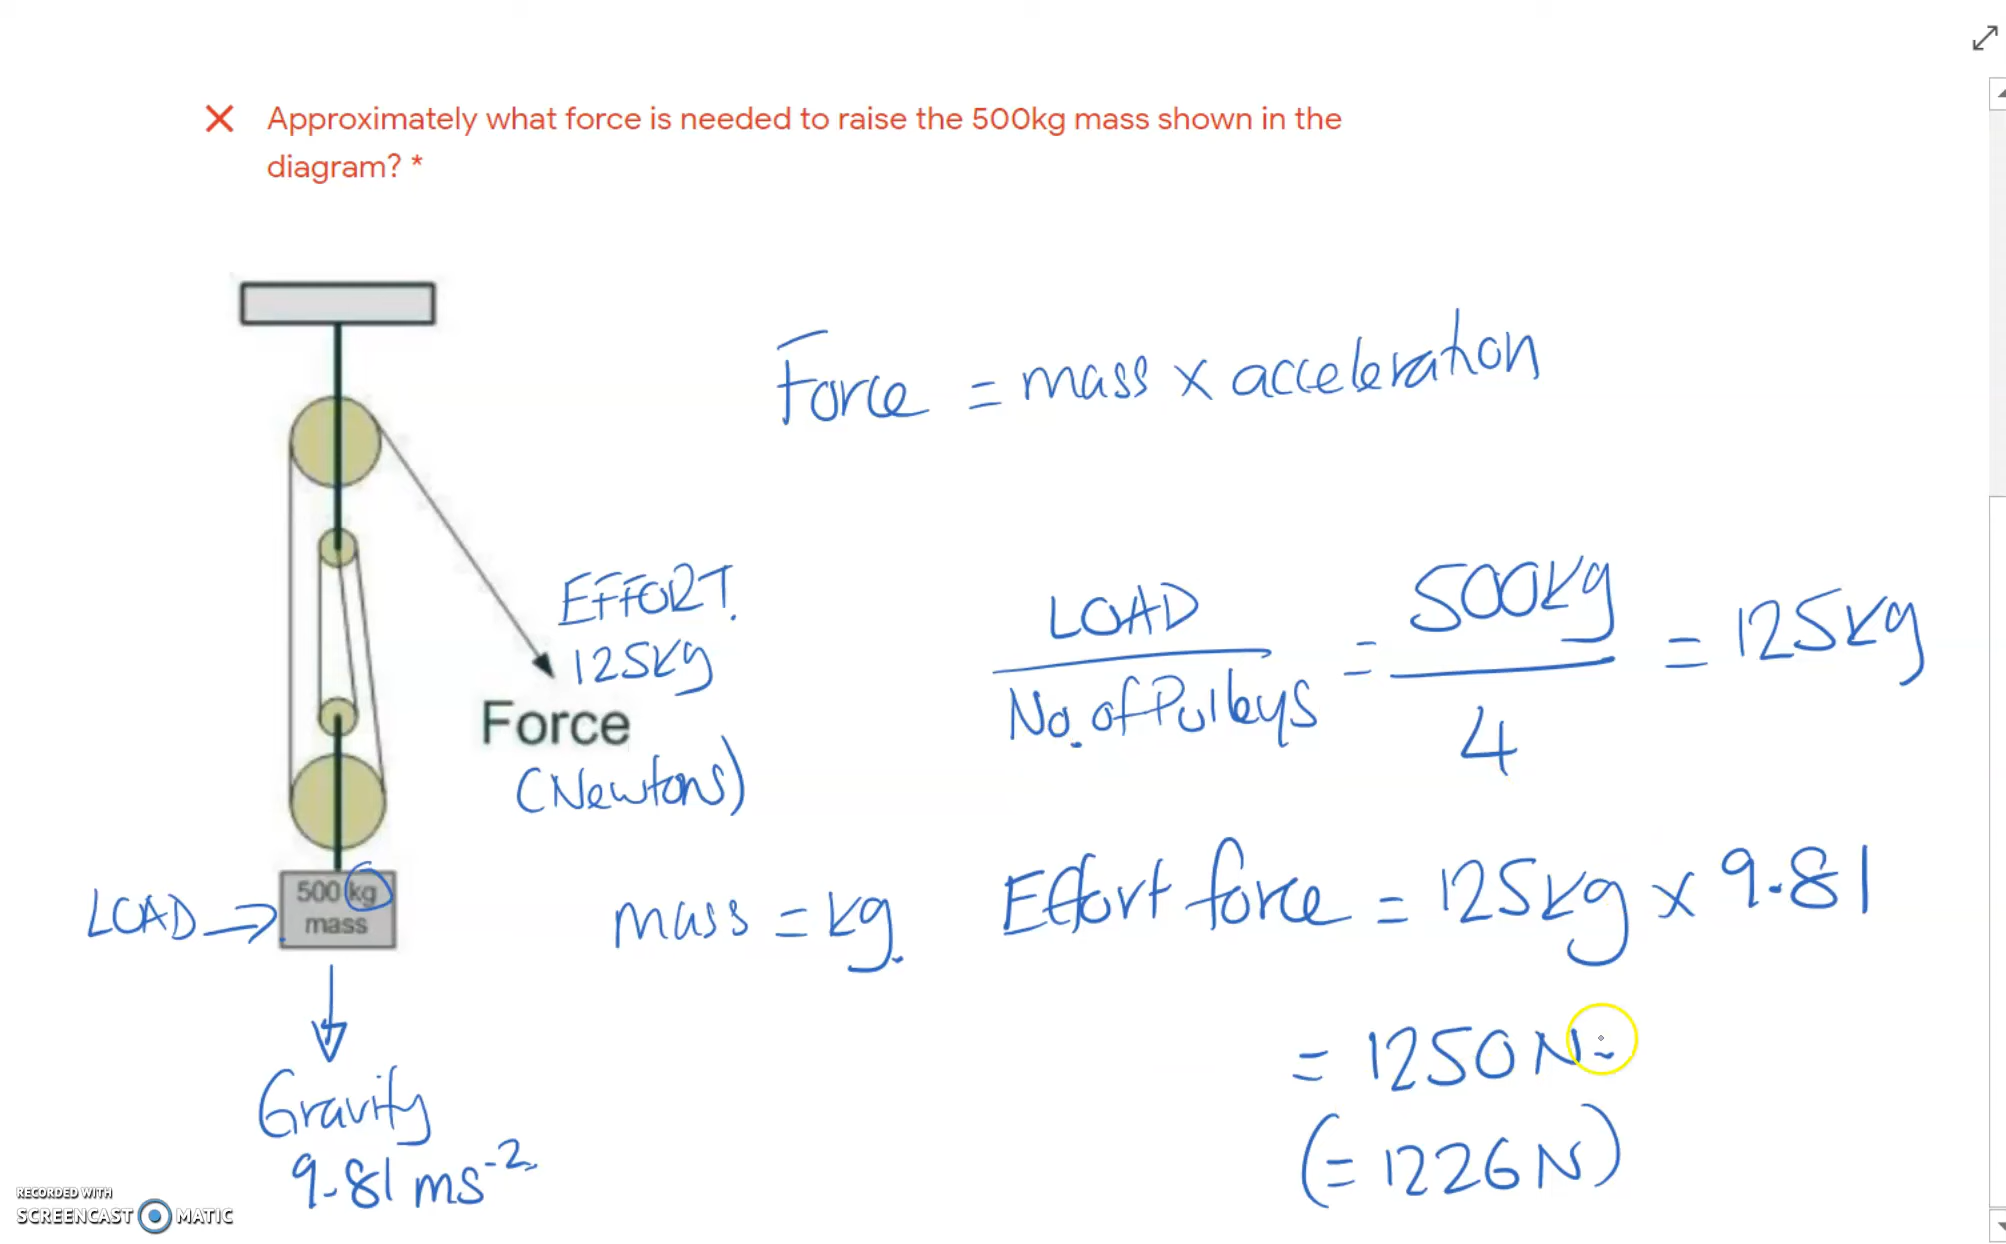 Approximately what force is needed to raise the 500kg mass shown in the
diagram? *
Force = mass x acceleration
EFFORT.
125kg
Force
(Newtons)
LOAD
No. of Pulleys
= 500kg
4
= 125kg
LOAD →
500 kg
mass
mass = kg.
Effort force = 125kg x 9.81
= 1250N.
(= 1226N)
Gravity
9.81 ms⁻²
RECORDED WITH
SCREENCAST MATIC